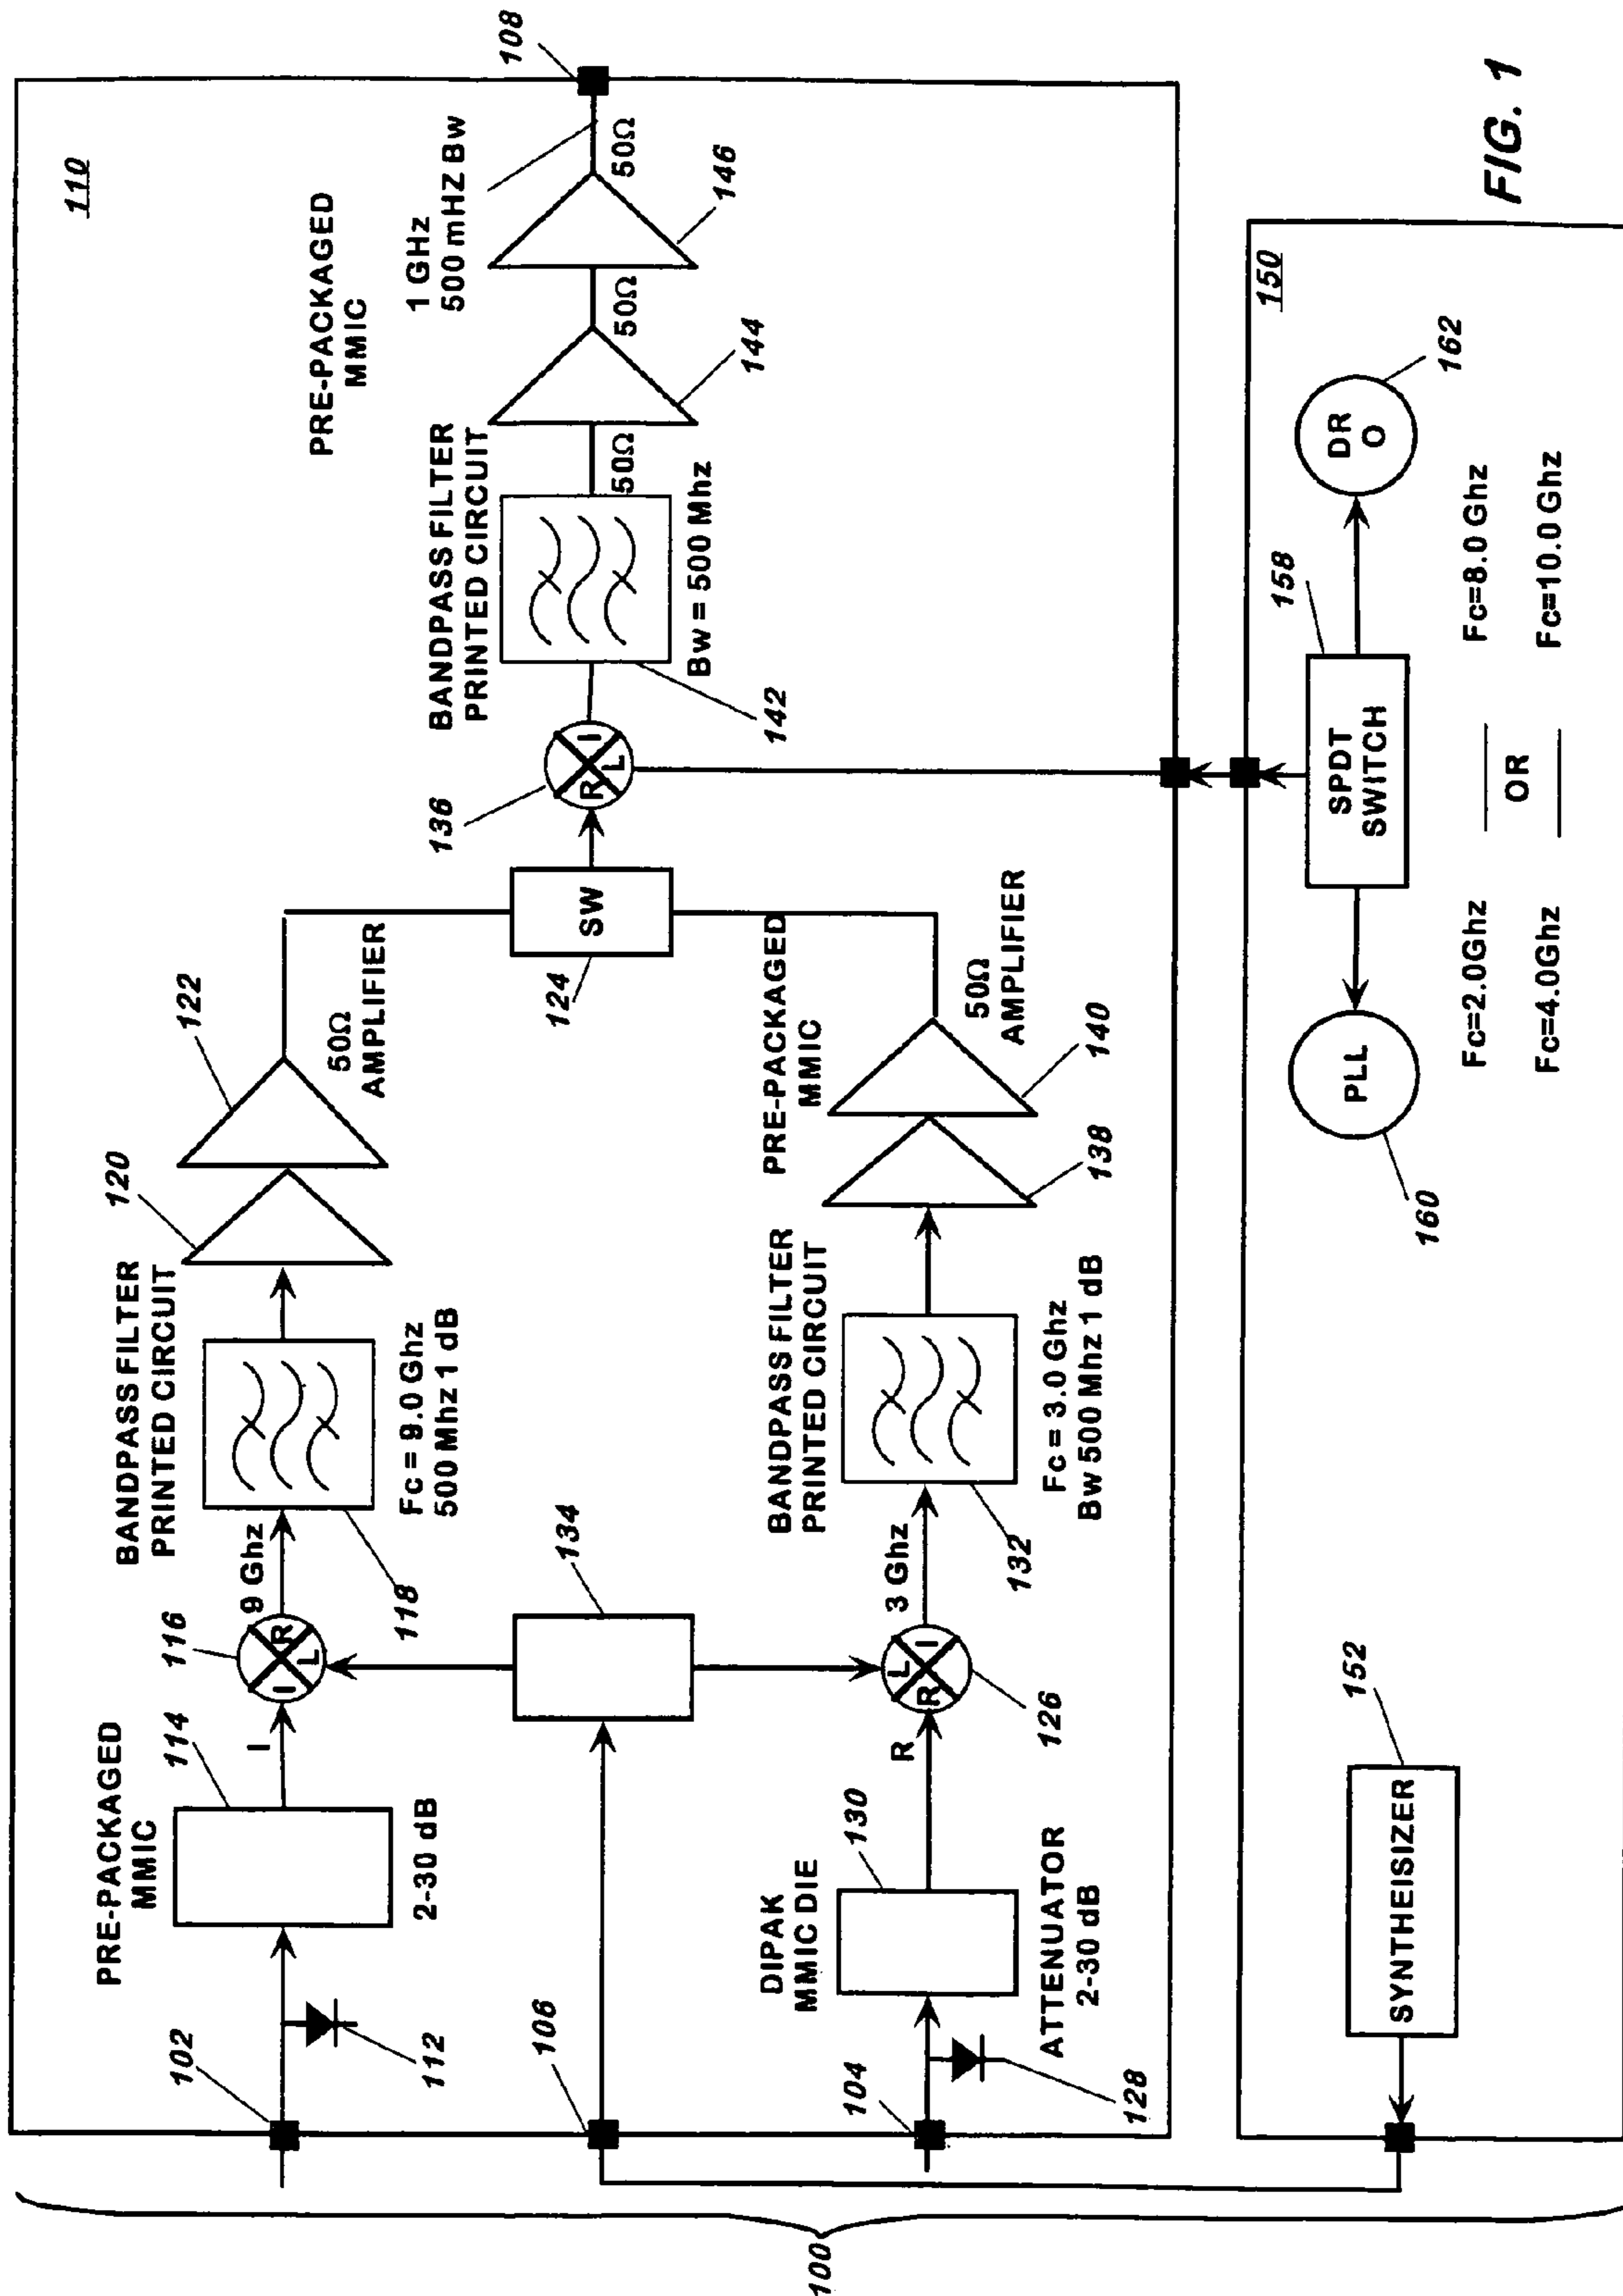 110
PRE-PACKAGED
MMIC
114
2-30 dB
102
112
I
116
I
R
L
9 Ghz
BANDPASS FILTER
PRINTED CIRCUIT
118
Fc = 9.0 Ghz
500 Mhz 1 dB
120
122
50Ω
AMPLIFIER
106
134
104
128
DIPAK
MMIC DIE
130
ATTENUATOR
2-30 dB
R
L
R
I
126
3 Ghz
BANDPASS FILTER
PRINTED CIRCUIT
132
Fc = 3.0 Ghz
Bw 500 Mhz 1 dB
PRE-PACKAGED
MMIC
138
140
50Ω
AMPLIFIER
SW
124
136
R
I
L
BANDPASS FILTER
PRINTED CIRCUIT
142
Bw = 500 Mhz
50Ω
144
50Ω
PRE-PACKAGED
MMIC
146
50Ω
1 GHz
500 mHZ Bw
108
100
150
SYNTHEISIZER
152
PLL
160
SPDT
SWITCH
158
DR
O
162
Fc=2.0Ghz
Fc=8.0 Ghz
OR
Fc=4.0Ghz
Fc=10.0 Ghz
FIG. 1